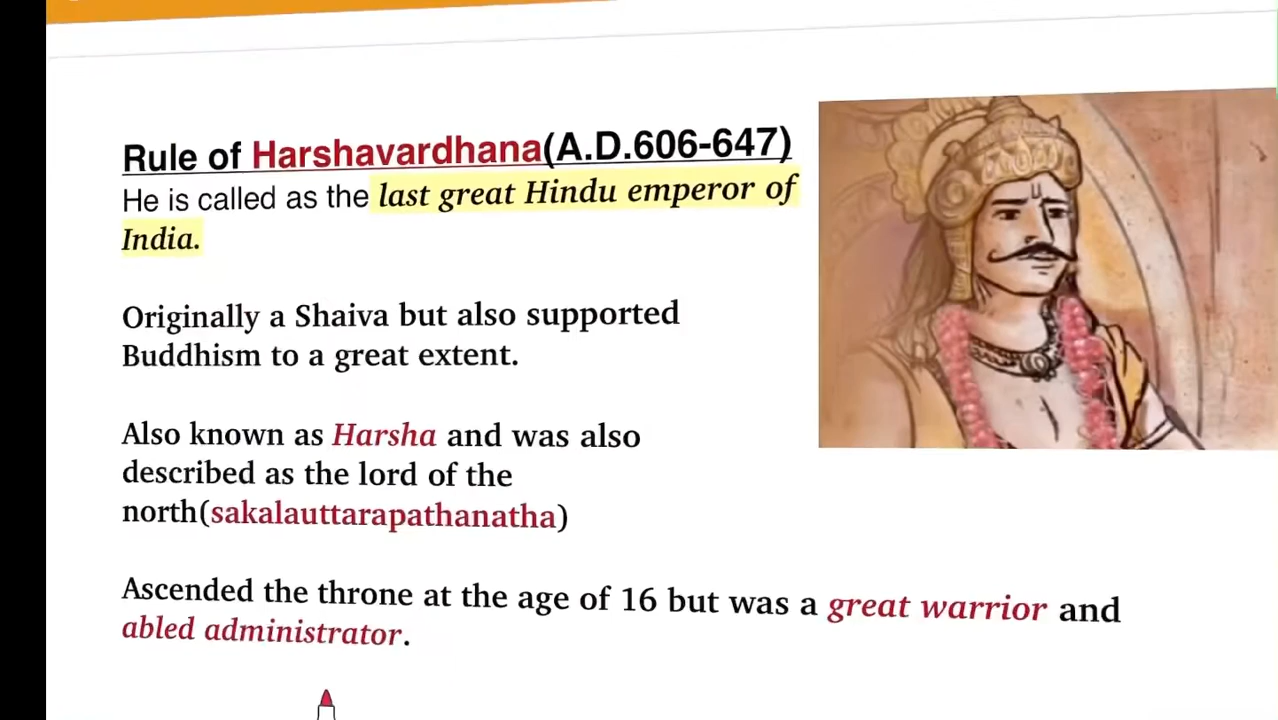 Rule of Harshavardhana(A.D.606-647)
He is called as the last great Hindu emperor of
India.
Originally a Shaiva but also supported
Buddhism to a great extent.
Also known as Harsha and was also
described as the lord of the
north(sakalauttarapathanatha)
Ascended the throne at the age of 16 but was a great warrior and
abled administrator.